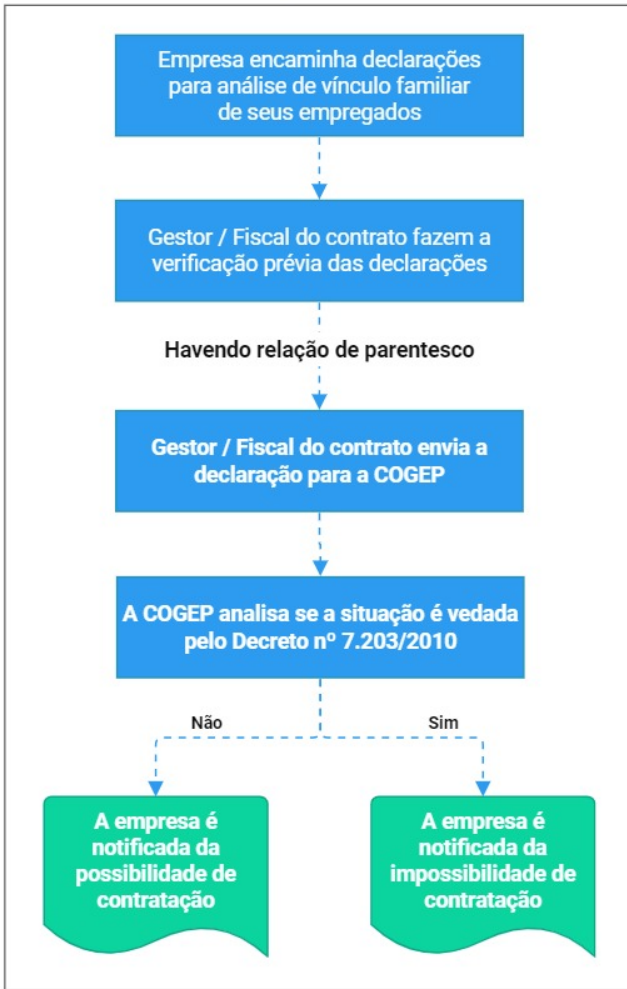 Empresa encaminha declarações
para análise de vínculo familiar
de seus empregados
Gestor / Fiscal do contrato fazem a
verificação prévia das declarações
Havendo relação de parentesco
Gestor / Fiscal do contrato envia a
declaração para a COGEP
A COGEP analisa se a situação é vedada
pelo Decreto nº 7.203/2010
Não
Sim
A empresa é
notificada da
possibilidade de
contratação
A empresa é
notificada da
impossibilidade de
contratação